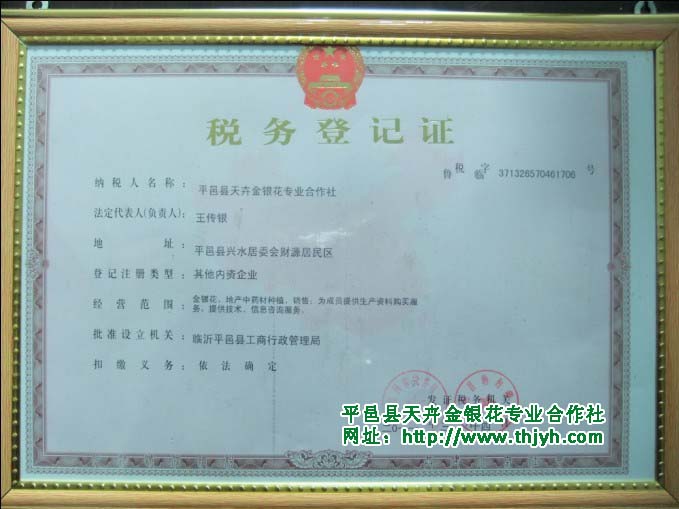 税务登记证
鲁税临字 371326570461706 号
纳税人名称: 平邑县天卉金银花专业合作社
法定代表人(负责人): 王传银
地址: 平邑县兴水居委会财源居民区
登记注册类型: 其他内资企业
经营范围: 金银花、地产中药材种植、销售;为成员提供生产资料购买服
务,提供技术、信息咨询服务。
批准设立机关: 临沂平邑县工商行政管理局
扣缴义务: 依法确定
发证税务机关
平邑县天卉金银花专业合作社
网址:http://www.thjyh.com